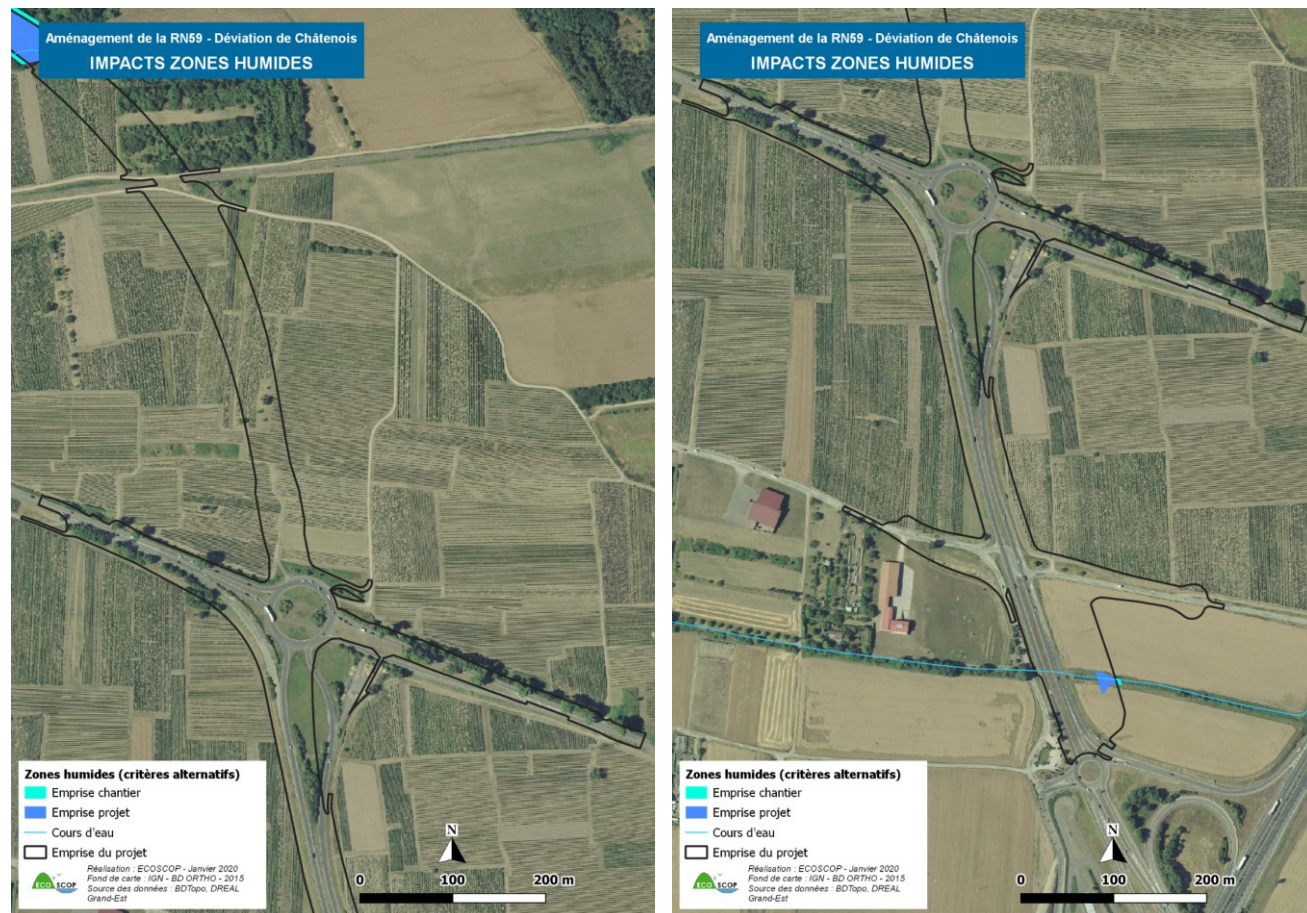 Aménagement de la RN59 - Déviation de Châtenois
IMPACTS ZONES HUMIDES
Zones humides (critères alternatifs)
Emprise chantier
Emprise projet
Cours d'eau
Emprise du projet
ECO SCOP
Réalisation : ECOSCOP - Janvier 2020
Fond de carte : IGN - BD ORTHO - 2015
Source des données : BDTopo, DREAL
Grand-Est
N
0 100 200 m
Aménagement de la RN59 - Déviation de Châtenois
IMPACTS ZONES HUMIDES
Zones humides (critères alternatifs)
Emprise chantier
Emprise projet
Cours d'eau
Emprise du projet
ECO SCOP
Réalisation : ECOSCOP - Janvier 2020
Fond de carte : IGN - BD ORTHO - 2015
Source des données : BDTopo, DREAL
Grand-Est
N
0 100 200 m